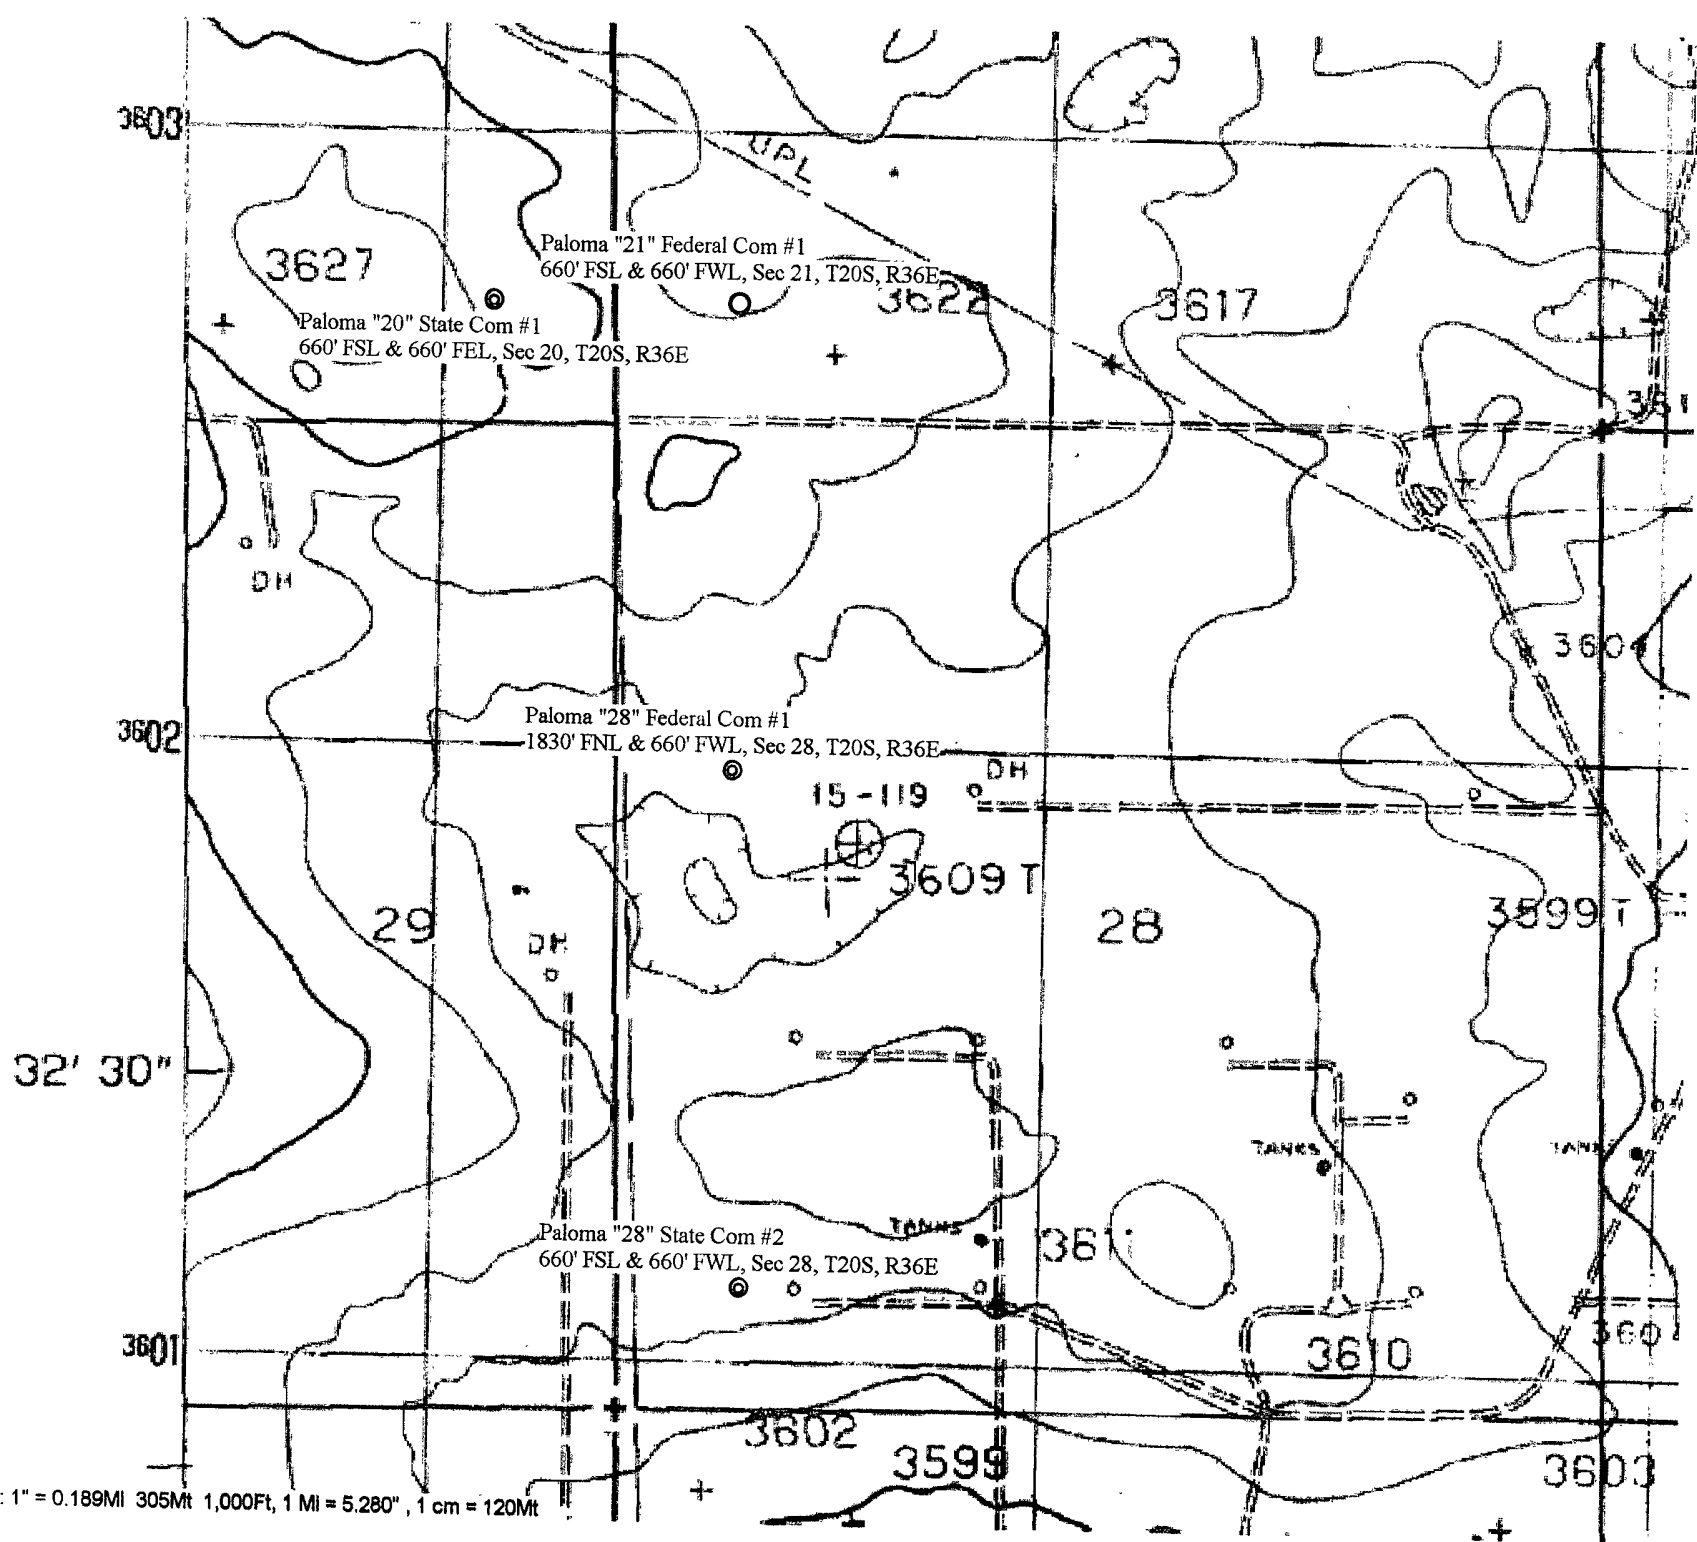 3603
UPL
Paloma "21" Federal Com #1
660' FSL & 660' FWL, Sec 21, T20S, R36E
3627
3622
3617
Paloma "20" State Com #1
660' FSL & 660' FEL, Sec 20, T20S, R36E
DH
3602
Paloma "28" Federal Com #1
1830' FNL & 660' FWL, Sec 28, T20S, R36E
DH
15-119
3609 T
29
28
3599 T
DH
32' 30"
TANKS
TANKS
Paloma "28" State Com #2
660' FSL & 660' FWL, Sec 28, T20S, R36E
3601
3610
3602
3599
3603
: 1" = 0.189Mi 305Mt 1,000Ft, 1 Mi = 5.280" , 1 cm = 120Mt